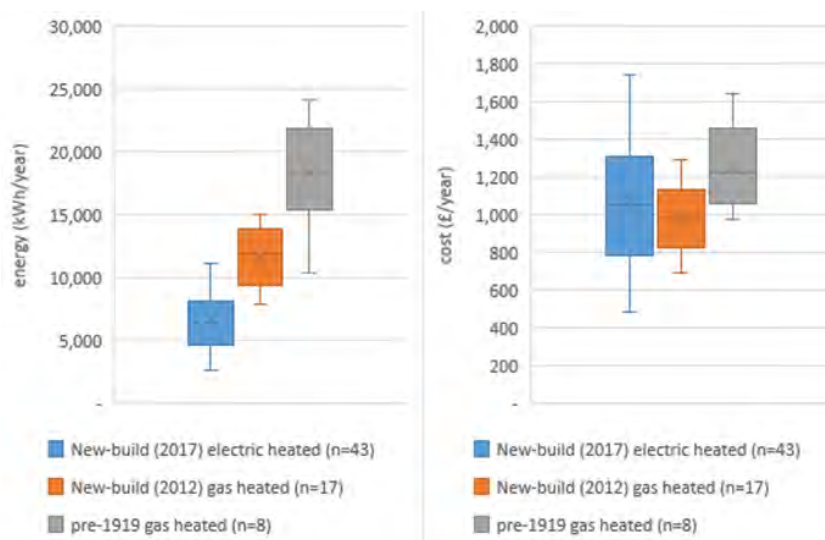 30,000
25,000
20,000
15,000
10,000
5,000
-
energy (kWh/year)
New-build (2017) electric heated (n=43)
New-build (2012) gas heated (n=17)
pre-1919 gas heated (n=8)
2,000
1,800
1,600
1,400
1,200
1,000
800
600
400
200
-
cost (£/year)
New-build (2017) electric heated (n=43)
New-build (2012) gas heated (n=17)
pre-1919 gas heated (n=8)